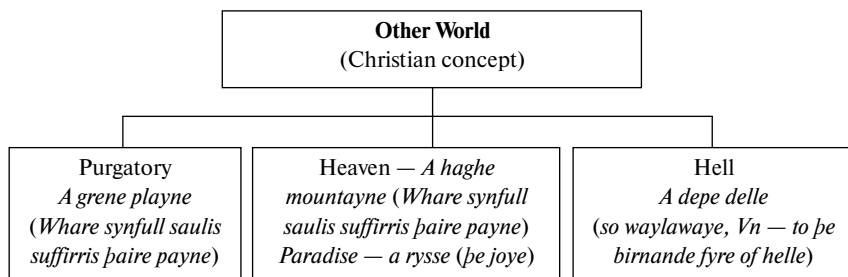 Other World
(Christian concept)
Purgatory
A grene playne
(Whare synfull saulis
suffirris þaire payne)
Heaven — A haghe
mountayne (Whare synfull
saulis suffirris þaire payne)
Paradise — a rysse (þe joye)
Hell
A depe delle
(so waylawaye, Vn — to þe
birnande fyre of helle)